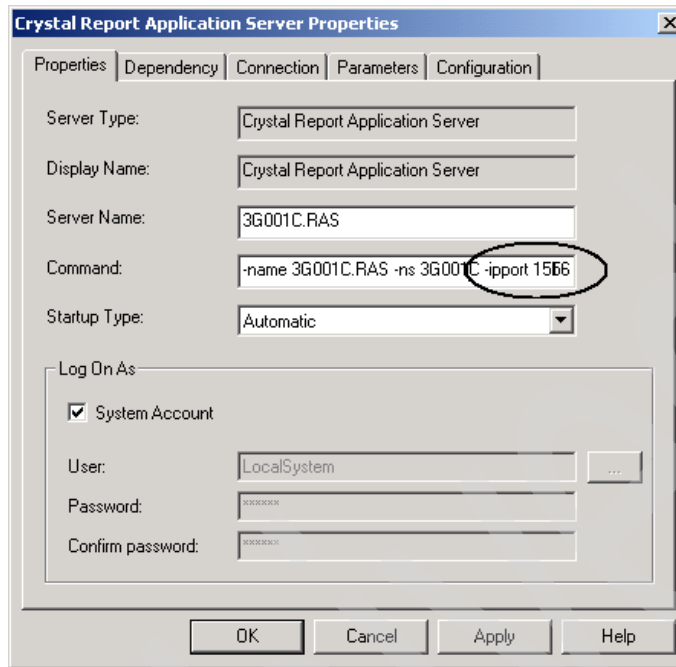 Crystal Report Application Server Properties
Properties Dependency Connection Parameters Configuration
Server Type: Crystal Report Application Server
Display Name: Crystal Report Application Server
Server Name: 3G001C.RAS
Command: -name 3G001C.RAS -ns 3G001C -ipport 1556
Startup Type: Automatic
Log On As
System Account
User: LocalSystem ...
Password: ××××××
Confirm password: ××××××
OK Cancel Apply Help